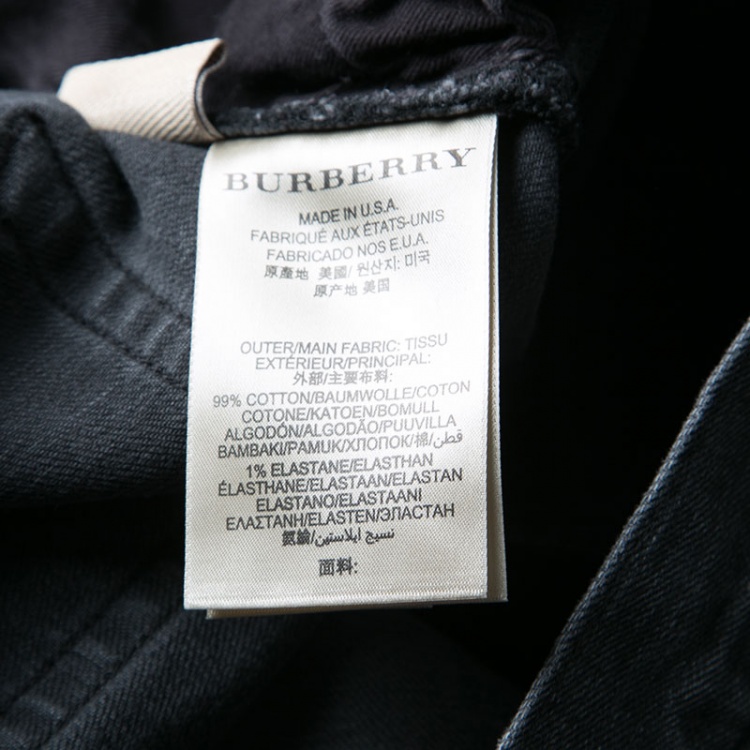 BURBERRY
MADE IN U.S.A.
FABRIQUÉ AUX ÉTATS-UNIS
FABRICADO NOS E.U.A.
原產地 美國/ 원산지: 미국
原产地 美国
OUTER/MAIN FABRIC: TISSU
EXTÉRIEUR/PRINCIPAL:
外部/主要布料:
99% COTTON/BAUMWOLLE/COTON
COTONE/KATOEN/BOMULL
ALGODÓN/ALGODÃO/PUUVILLA
BAMBAKI/PAMUK/ХЛОПОК/棉/قطن
1% ELASTANE/ELASTHAN
ÉLASTHANE/ELASTAAN/ELASTAN
ELASTANO/ELASTAANI
ΕΛΑΣΤΑΝΗ/ELASTEN/ЭЛАСТАН
氨綸/نسيج ايلاستين
面料: